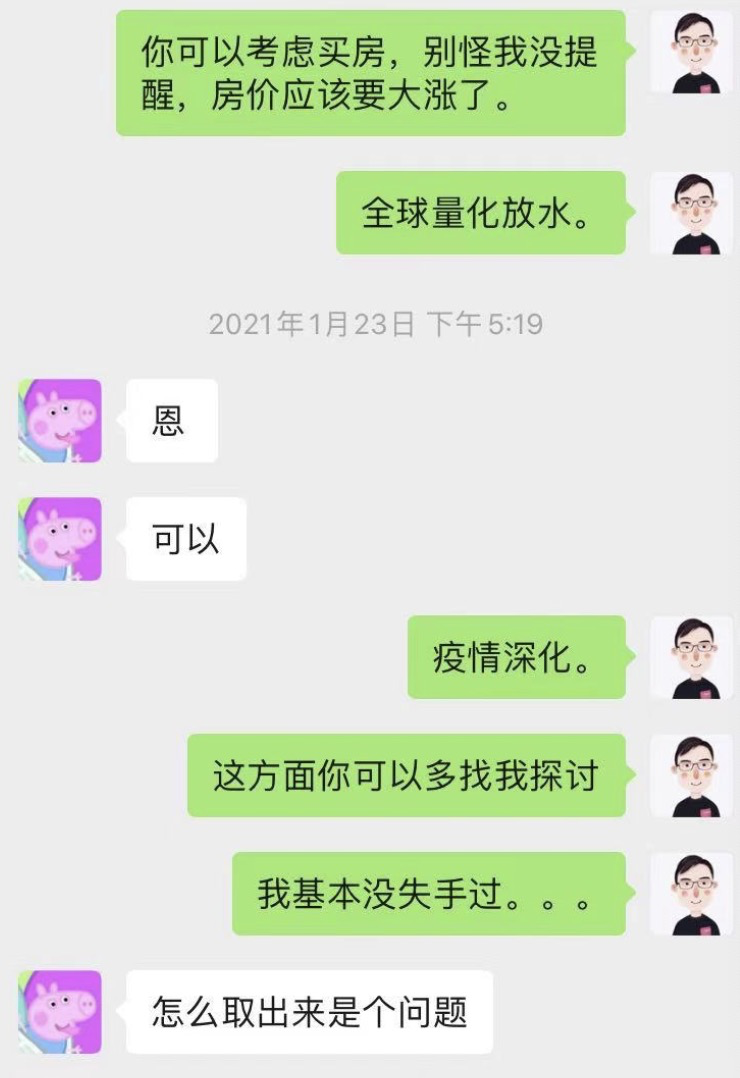 你可以考虑买房，别怪我没提
醒，房价应该要大涨了。
全球量化放水。
2021年1月23日 下午5:19
恩
可以
疫情深化。
这方面你可以多找我探讨
我基本没失手过。。。
怎么取出来是个问题